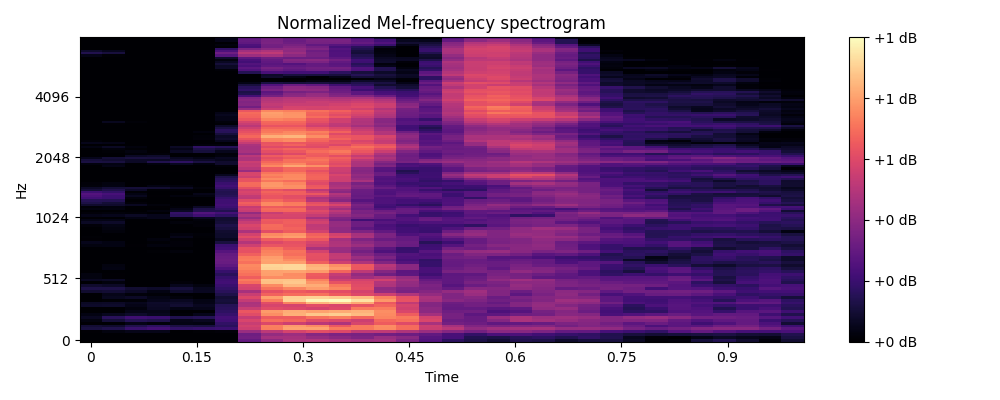 Normalized Mel-frequency spectrogram
Hz
4096
2048
1024
512
0
0 0.15 0.3 0.45 0.6 0.75 0.9
Time
+1 dB
+1 dB
+1 dB
+0 dB
+0 dB
+0 dB